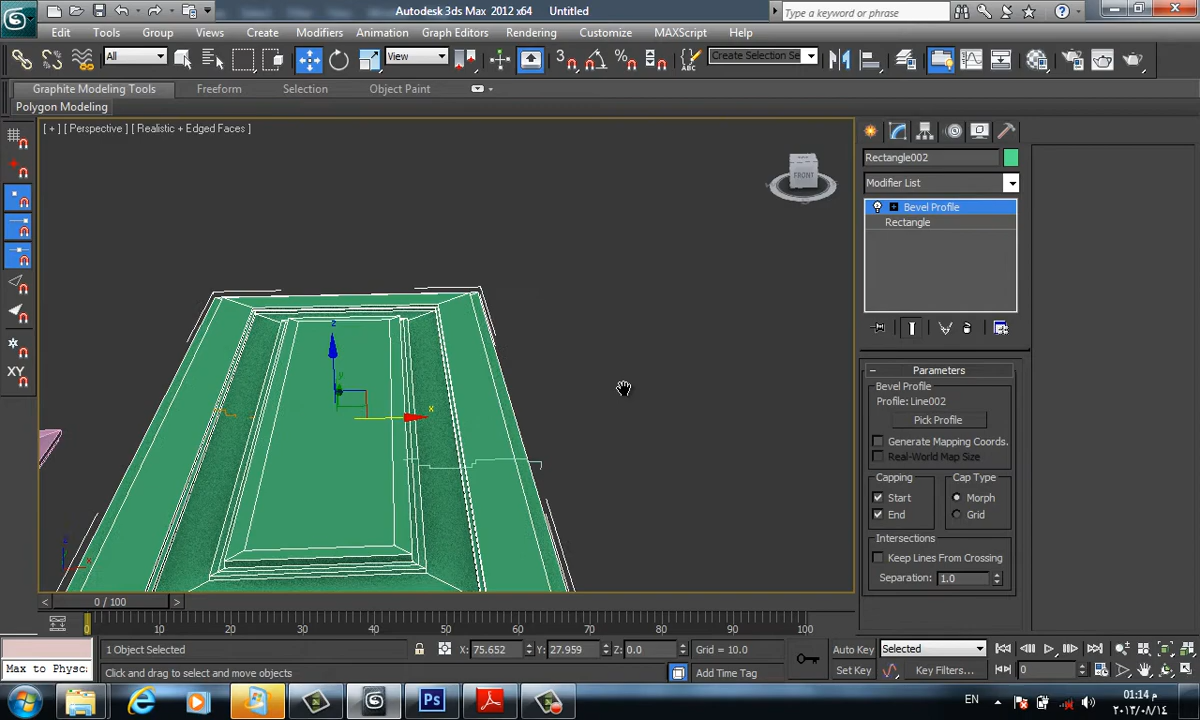 Autodesk 3ds Max 2012 x64 Untitled
Type a keyword or phrase
Edit Tools Group Views Create Modifiers Animation Graph Editors Rendering Customize MAXScript Help
All View Create Selection Se
Graphite Modeling Tools Freeform Selection Object Paint
Polygon Modeling
[ + ] [ Perspective ] [ Realistic + Edged Faces ]
FRONT
z
y
x
XY
Rectangle002
Modifier List
Bevel Profile
Rectangle
Parameters
Bevel Profile
Profile: Line002
Pick Profile
Generate Mapping Coords.
Real-World Map Size
Capping Cap Type
Start Morph
End Grid
Intersections
Keep Lines From Crossing
Separation: 1.0
0 / 100
0 10 20 30 40 50 60 70 80 90 100
1 Object Selected X: 75.652 Y: 27.959 Z: 0.0 Grid = 10.0 Auto Key Selected
Max to Physc Click and drag to select and move objects Add Time Tag Set Key Key Filters... 0
Ps EN 01:14 م
٢٠١٣/٠٨/١٤